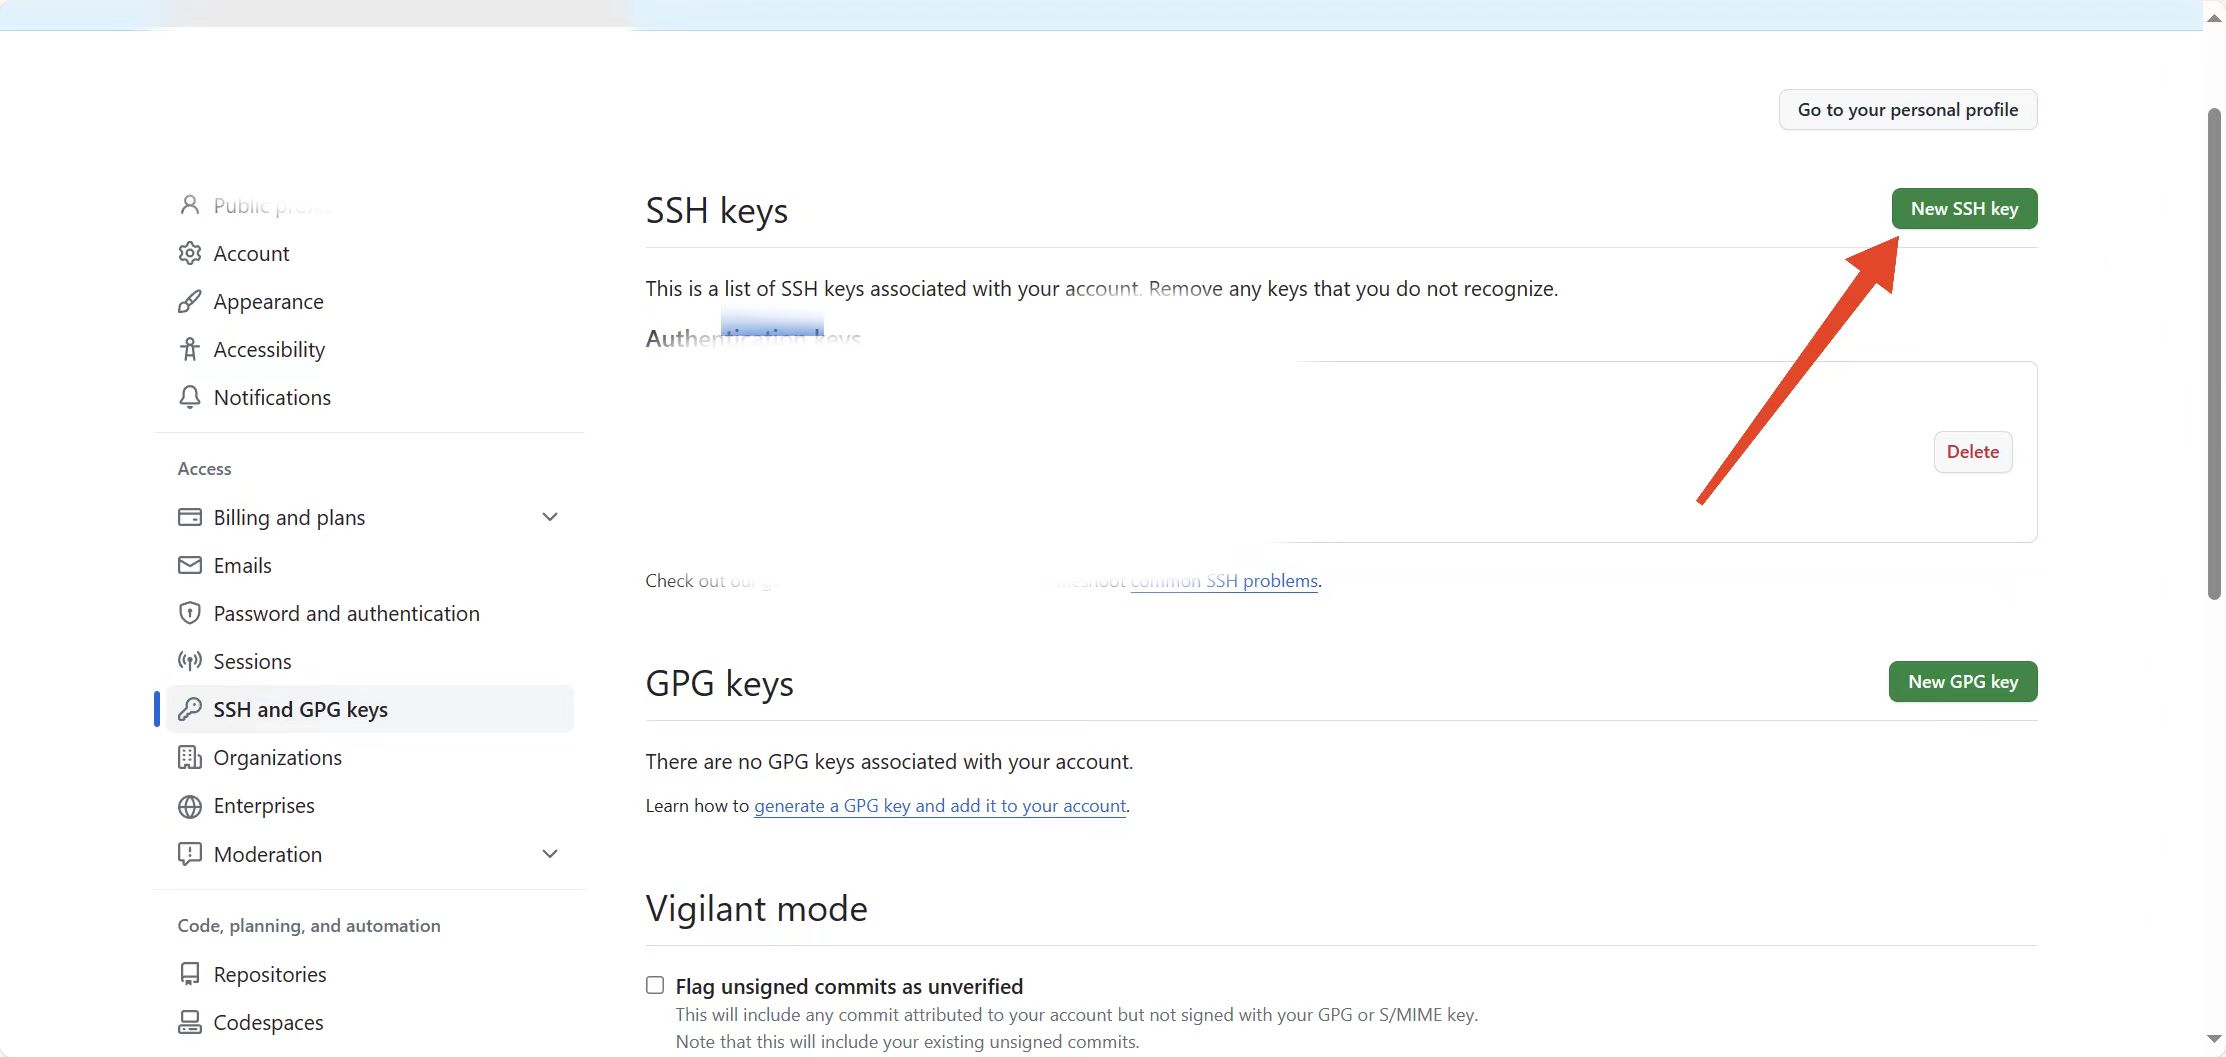 Go to your personal profile
Public
Account
Appearance
Accessibility
Notifications
Access
Billing and plans
Emails
Password and authentication
Sessions
SSH and GPG keys
Organizations
Enterprises
Moderation
Code, planning, and automation
Repositories
Codespaces
SSH keys
New SSH key
This is a list of SSH keys associated with your account. Remove any keys that you do not recognize.
Authentication keys
Delete
Check out our common SSH problems.
GPG keys
New GPG key
There are no GPG keys associated with your account.
Learn how to generate a GPG key and add it to your account.
Vigilant mode
Flag unsigned commits as unverified
This will include any commit attributed to your account but not signed with your GPG or S/MIME key.
Note that this will include your existing unsigned commits.